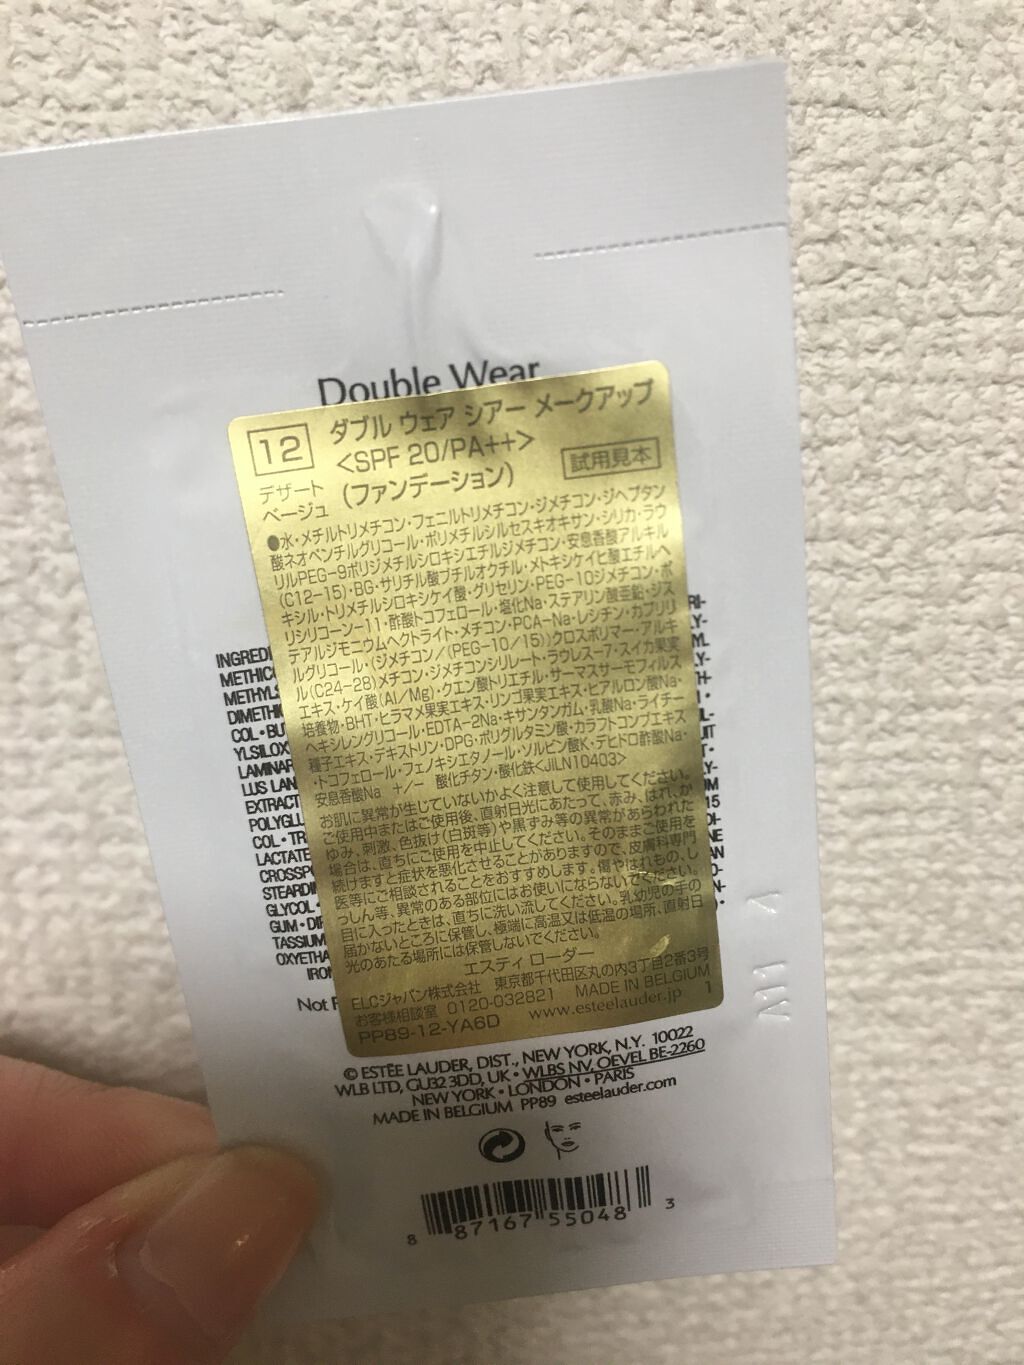 Double Wear
12
ダブル ウェア シアー メークアップ
<SPF 20/PA++>
デザート
ベージュ
(ファンデーション)
試用見本
●水・メチルトリメチコン・フェニルトリメチコン・ジメチコン・ジヘプタン
酸ネオペンチルグリコール・ポリメチルシルセスキオキサン・シリカ・ラウ
リルPEG-9ポリジメチルシロキシエチルジメチコン・安息香酸アルキル
(C12-15)・BG・サリチル酸ブチルオクチル・メトキシケイヒ酸エチルヘ
キシル・トリメチルシロキシケイ酸・グリセリン・PEG-10ジメチコン・ポ
リシリコーン-11・酢酸トコフェロール・塩化Na・ステアリン酸亜鉛・ジス
テアルジモニウムヘクトライト・メチコン・PCA-Na・レシチン・カプリリ
ルグリコール・(ジメチコン/(PEG-10/15))クロスポリマー・アルキ
ル(C24-28)メチコン・ジメチコンシリレート・ラウレス-7・スイカ果実
エキス・ケイ酸(Al/Mg)・クエン酸トリエチル・サーマスサーモフィルス
培養物・BHT・ヒラマメ果実エキス・リンゴ果実エキス・ヒアルロン酸Na・
ヘキシレングリコール・EDTA-2Na・キサンタンガム・乳酸Na・ライチー
種子エキス・デキストリン・DPG・ポリグルタミン酸・カラフトコンブエキス
・トコフェロール・フェノキシエタノール・ソルビン酸K・デヒドロ酢酸Na・
安息香酸Na +/- 酸化チタン・酸化鉄<JILN10403>
お肌に異常が生じていないかよく注意して使用してください。
ご使用中またはご使用後、直射日光にあたって、赤み、はれ、か
ゆみ、刺激、色抜け(白斑等)や黒ずみ等の異常があらわれた
場合は、直ちにご使用を中止してください。そのままご使用を
続けますと症状を悪化させることがありますので、皮膚科専門
医等にご相談されることをおすすめします。傷やはれもの、し
っしん等、異常のある部位にはお使いにならないでください。
目に入ったときは、直ちに洗い流してください。乳幼児の手の
届かないところに保管し、極端に高温又は低温の場所、直射日
光のあたる場所には保管しないでください。
エスティ ローダー
ELCジャパン株式会社 東京都千代田区丸の内3丁目2番3号
お客様相談室 0120-032821 MADE IN BELGIUM
PP89-12-YA6D www.esteelauder.jp 1
INGREDI
METHICO
METHYLS
DIMETHI
COL•BU
YLSILOX
LAMINAR
LUS LAN
EXTRACT
POLYGLU
COL•TR
LACTATE
CROSSPO
STEARDI
GLYCOL•
GUM•DIP
TASSIUM
OXYETHA
IRON
Not F
© ESTĒE LAUDER, DIST., NEW YORK, N.Y. 10022
WLB LTD, GU32 3DD, UK • WLBS NV, OEVEL BE-2260
NEW YORK • LONDON • PARIS
MADE IN BELGIUM PP89 esteelauder.com
8 87167 55048 3